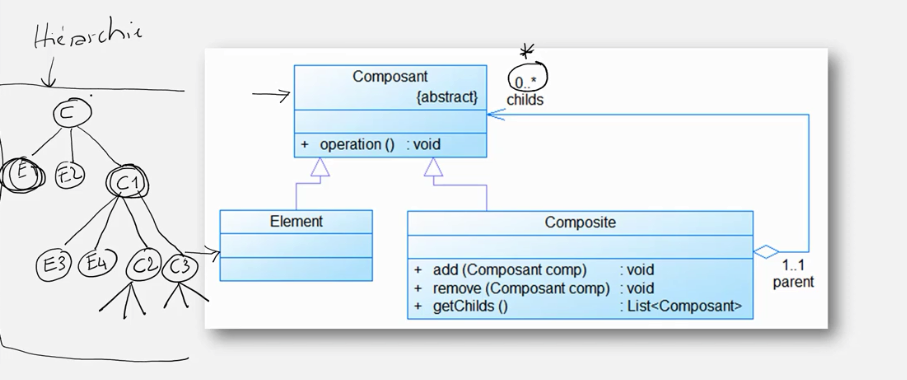 Hiérarchie
C
E
E2
C1
E3
E4
C2
C3
Composant
{abstract}
+ operation () : void
*
0..*
childs
Element
Composite
+ add (Composant comp) : void
+ remove (Composant comp) : void
+ getChilds () : List<Composant>
1..1
parent